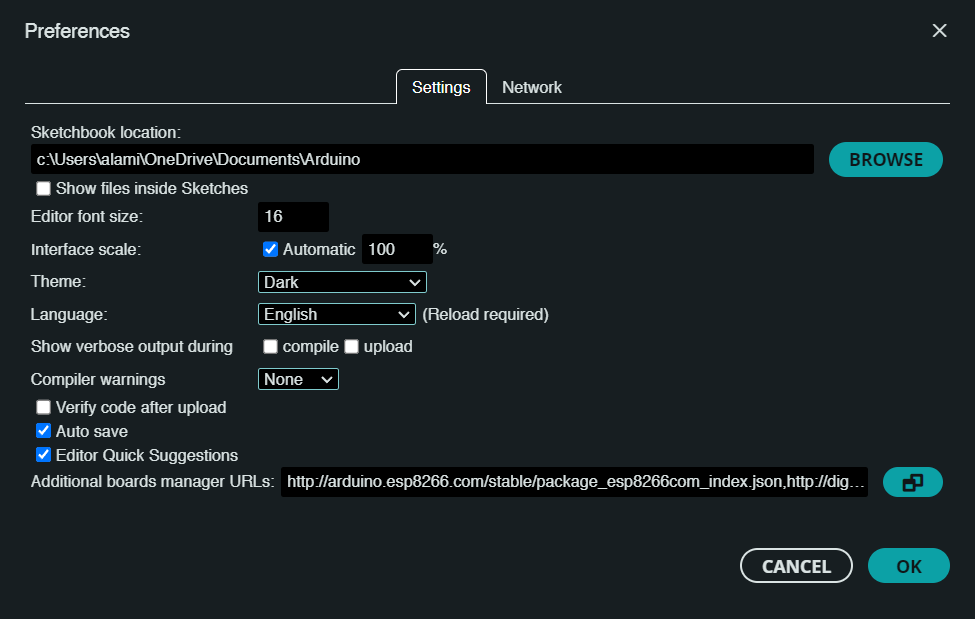 Preferences
Settings Network
Sketchbook location:
c:\Users\alami\OneDrive\Documents\Arduino
BROWSE
Show files inside Sketches
Editor font size: 16
Interface scale: Automatic 100 %
Theme: Dark
Language: English (Reload required)
Show verbose output during compile upload
Compiler warnings None
Verify code after upload
Auto save
Editor Quick Suggestions
Additional boards manager URLs: http://arduino.esp8266.com/stable/package_esp8266com_index.json,http://dig...
CANCEL OK